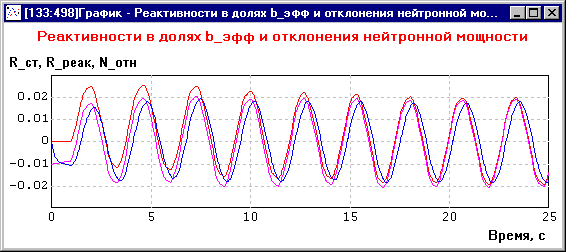 [133:498]График - Реактивности в долях b_эфф и отклонения нейтронной мо...
Реактивности в долях b_эфф и отклонения нейтронной мощности
R_ст, R_реак, N_отн
0.02
0.01
0
-0.01
-0.02
0 5 10 15 20 25
Время, с